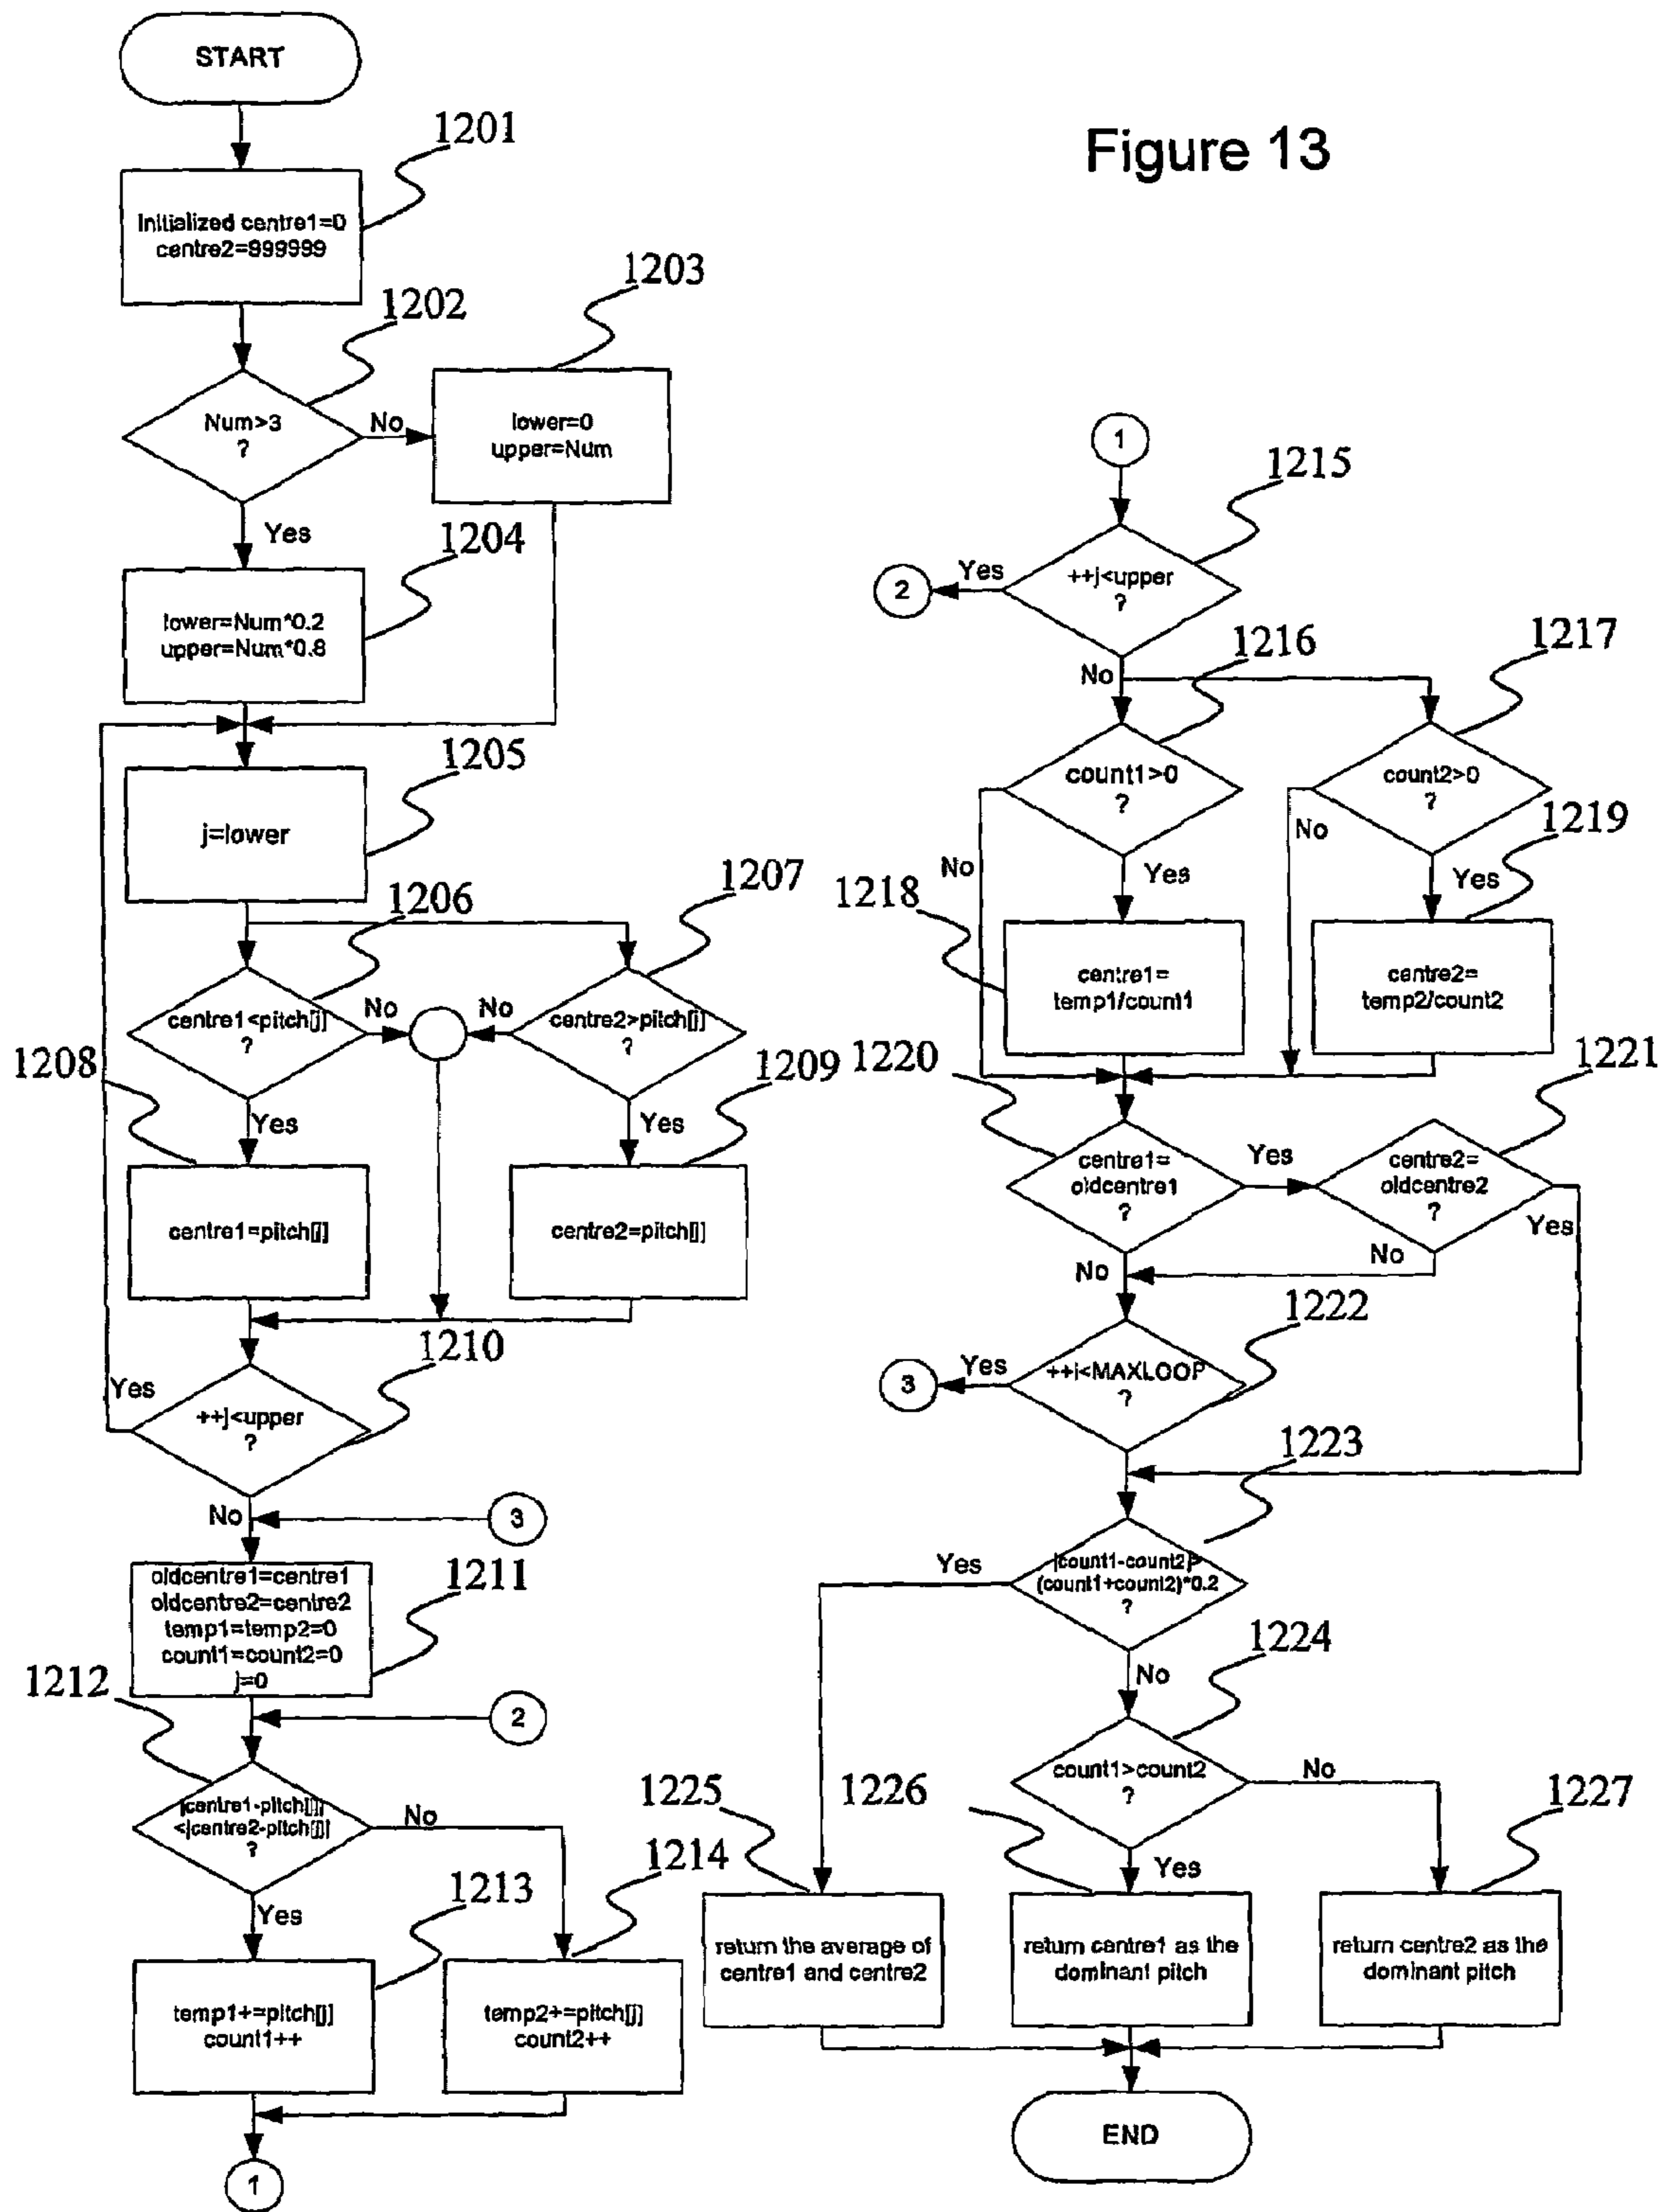 Figure 13
START
1201
Initialized centre1=0
centre2=999999
1202
Num>3
?
No
1203
lower=0
upper=Num
Yes
1204
lower=Num*0.2
upper=Num*0.8
1205
j=lower
1206
centre1<pitch[j]
?
No
1207
centre2>pitch[j]
?
No
1208
Yes
centre1=pitch[j]
1209
Yes
centre2=pitch[j]
1210
Yes
++j<upper
?
No
3
1211
oldcentre1=centre1
oldcentre2=centre2
temp1=temp2=0
count1=count2=0
j=0
2
1212
|centre1-pitch[j]|
<|centre2-pitch[j]|
?
No
Yes
1213
temp1+=pitch[j]
count1++
1214
temp2+=pitch[j]
count2++
1
1
1215
++j<upper
?
Yes
2
No
1216
count1>0
?
No
Yes
1217
count2>0
?
No
Yes
1218
centre1=
temp1/count1
1219
centre2=
temp2/count2
1220
centre1=
oldcentre1
?
Yes
No
1221
centre2=
oldcentre2
?
Yes
No
1222
++i<MAXLOOP
?
Yes
3
1223
|count1-count2|>
(count1+count2)*0.2
?
Yes
No
1224
count1>count2
?
Yes
No
1225
return the average of
centre1 and centre2
1226
return centre1 as the
dominant pitch
1227
return centre2 as the
dominant pitch
END